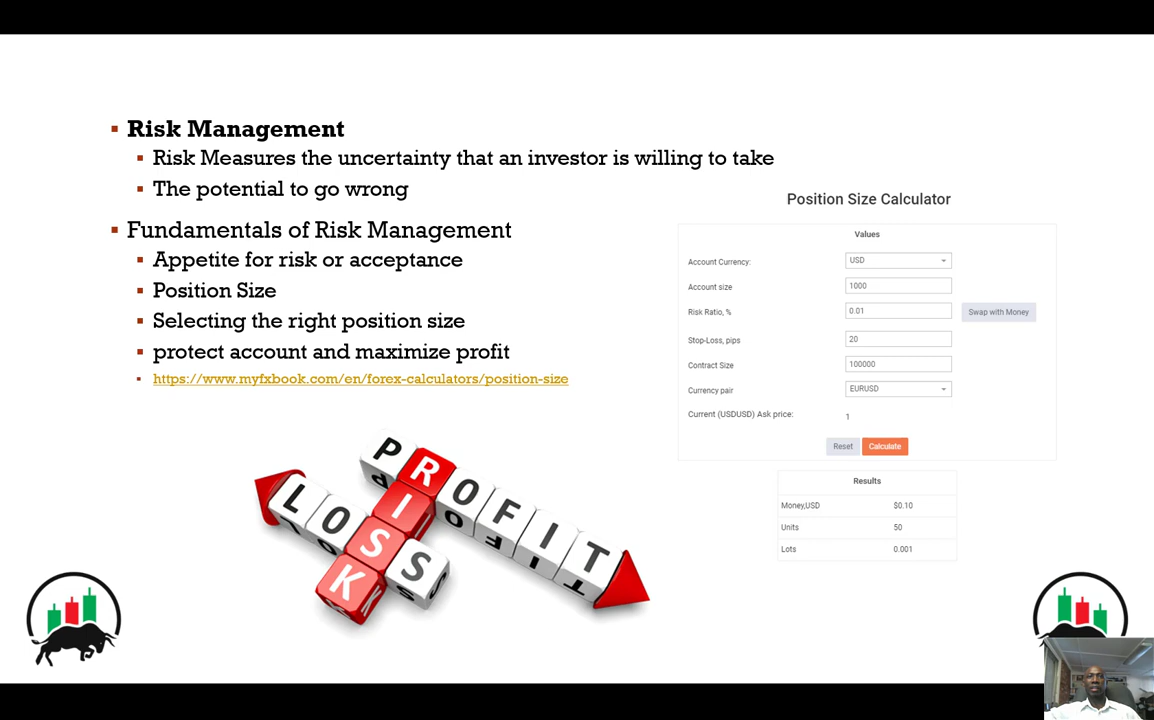 Risk Management
Risk Measures the uncertainty that an investor is willing to take
The potential to go wrong
Fundamentals of Risk Management
Appetite for risk or acceptance
Position Size
Selecting the right position size
protect account and maximize profit
https://www.myfxbook.com/en/forex-calculators/position-size
Position Size Calculator
Values
Account Currency: USD
Account size 1000
Risk Ratio, % 0.01 Swap with Money
Stop-Loss, pips 20
Contract Size 100000
Currency pair EURUSD
Current (USDUSD) Ask price: 1
Reset Calculate
Results
Money,USD $0.10
Units 50
Lots 0.001
PROFIT
LOSS
RISK